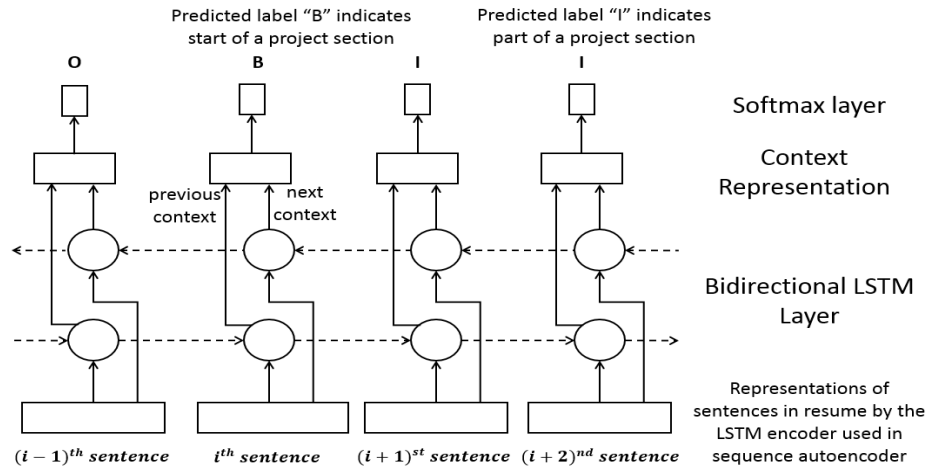 Predicted label “B” indicates
start of a project section
Predicted label “I” indicates
part of a project section
O
B
I
I
Softmax layer
Context
Representation
previous
context
next
context
Bidirectional LSTM
Layer
Representations of
sentences in resume by the
LSTM encoder used in
sequence autoencoder
(i − 1)th sentence
ith sentence
(i + 1)st sentence
(i + 2)nd sentence